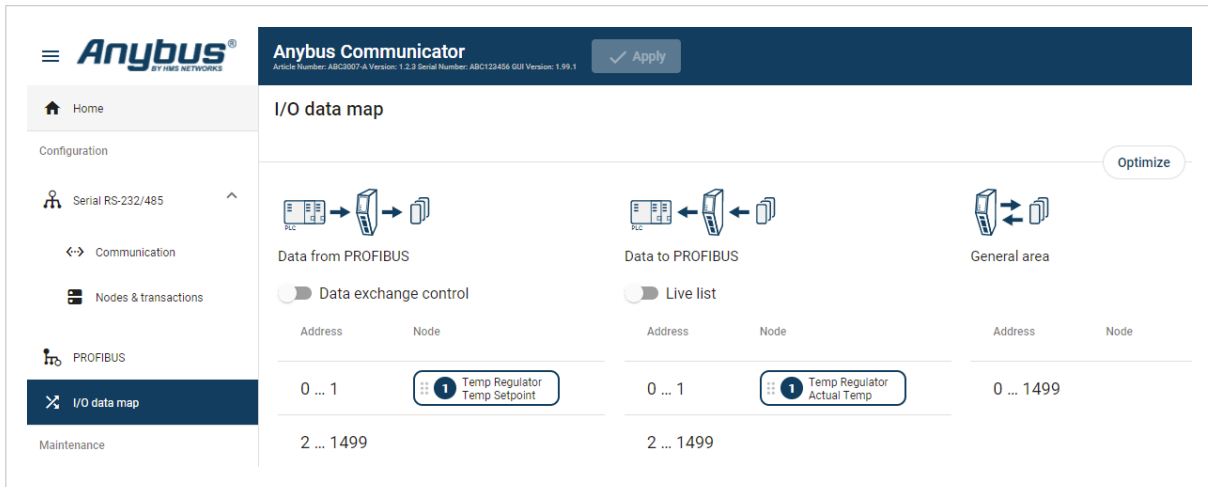 Anybus®
BY HMS NETWORKS
Anybus Communicator
Article Number: ABC3007-A Version: 1.2.3 Serial Number: ABC123456 GUI Version: 1.99.1
Apply
Home
Configuration
Serial RS-232/485
Communication
Nodes & transactions
PROFIBUS
I/O data map
Maintenance
I/O data map
Optimize
PLC
Data from PROFIBUS
Data exchange control
Address Node
0 ... 1
1
Temp Regulator
Temp Setpoint
2 ... 1499
PLC
Data to PROFIBUS
Live list
Address Node
0 ... 1
1
Temp Regulator
Actual Temp
2 ... 1499
General area
Address Node
0 ... 1499